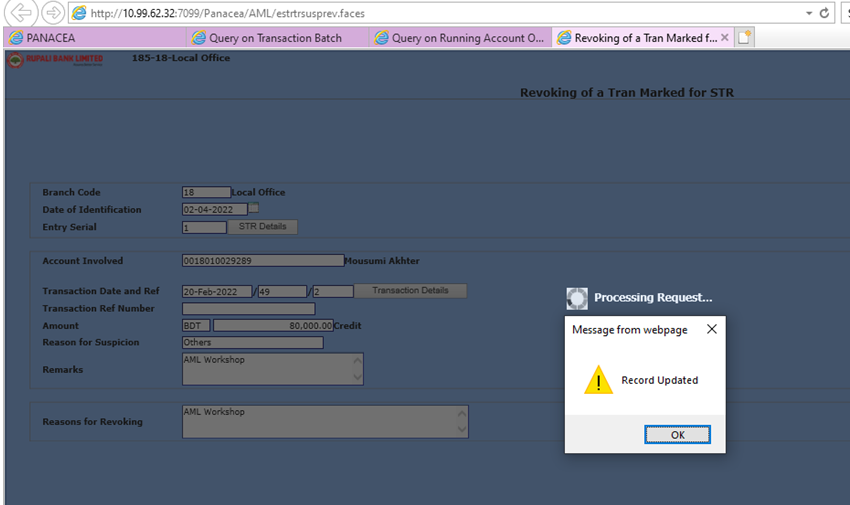 http://10.99.62.32:7099/Panacea/AML/estrtrsusprev.faces
PANACEA Query on Transaction Batch Query on Running Account O... Revoking of a Tran Marked f...
RUPALI BANK LIMITED 185-18-Local Office
Revoking of a Tran Marked for STR
Branch Code 18 Local Office
Date of Identification 02-04-2022
Entry Serial 1 STR Details
Account Involved 0018010029289 Mousumi Akhter
Transaction Date and Ref 20-Feb-2022 / 49 / 2 Transaction Details
Transaction Ref Number
Amount BDT 80,000.00 Credit
Reason for Suspicion Others
Remarks AML Workshop
Reasons for Revoking AML Workshop
Processing Request...
Message from webpage
Record Updated
OK